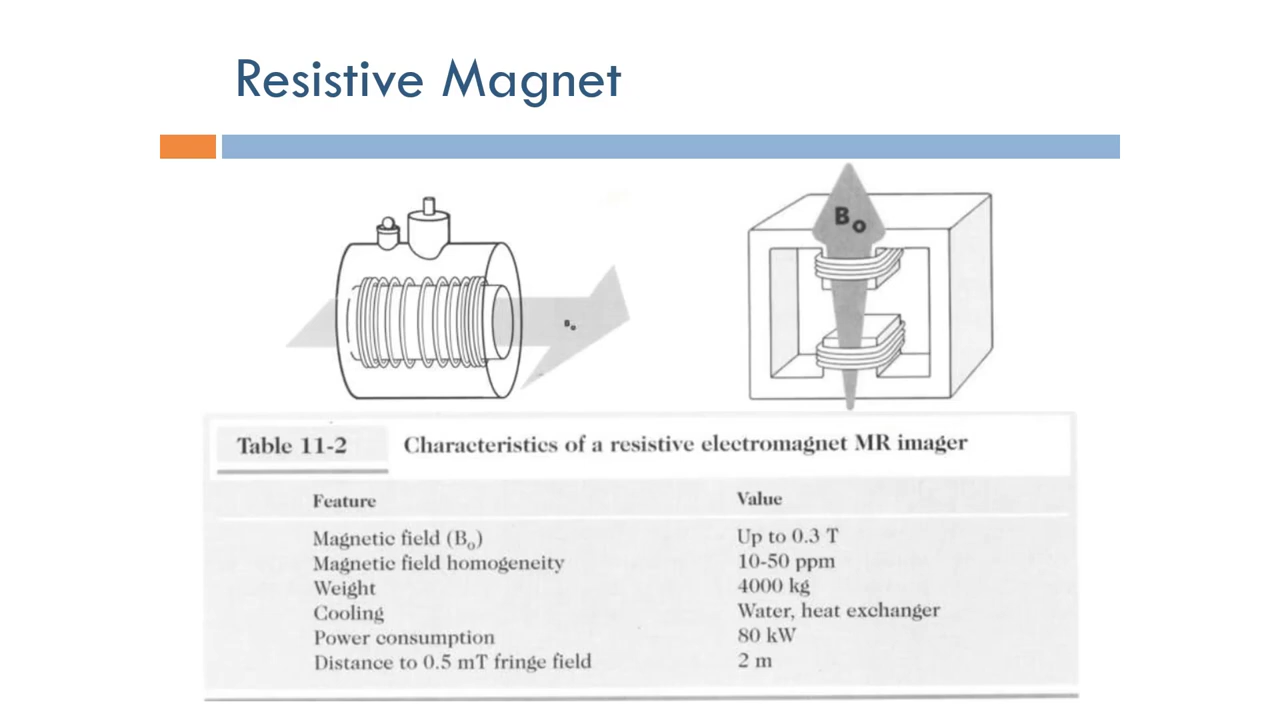 Resistive Magnet
B₀
B₀
Table 11-2 Characteristics of a resistive electromagnet MR imager
Feature Value
Magnetic field (B₀) Up to 0.3 T
Magnetic field homogeneity 10-50 ppm
Weight 4000 kg
Cooling Water, heat exchanger
Power consumption 80 kW
Distance to 0.5 mT fringe field 2 m